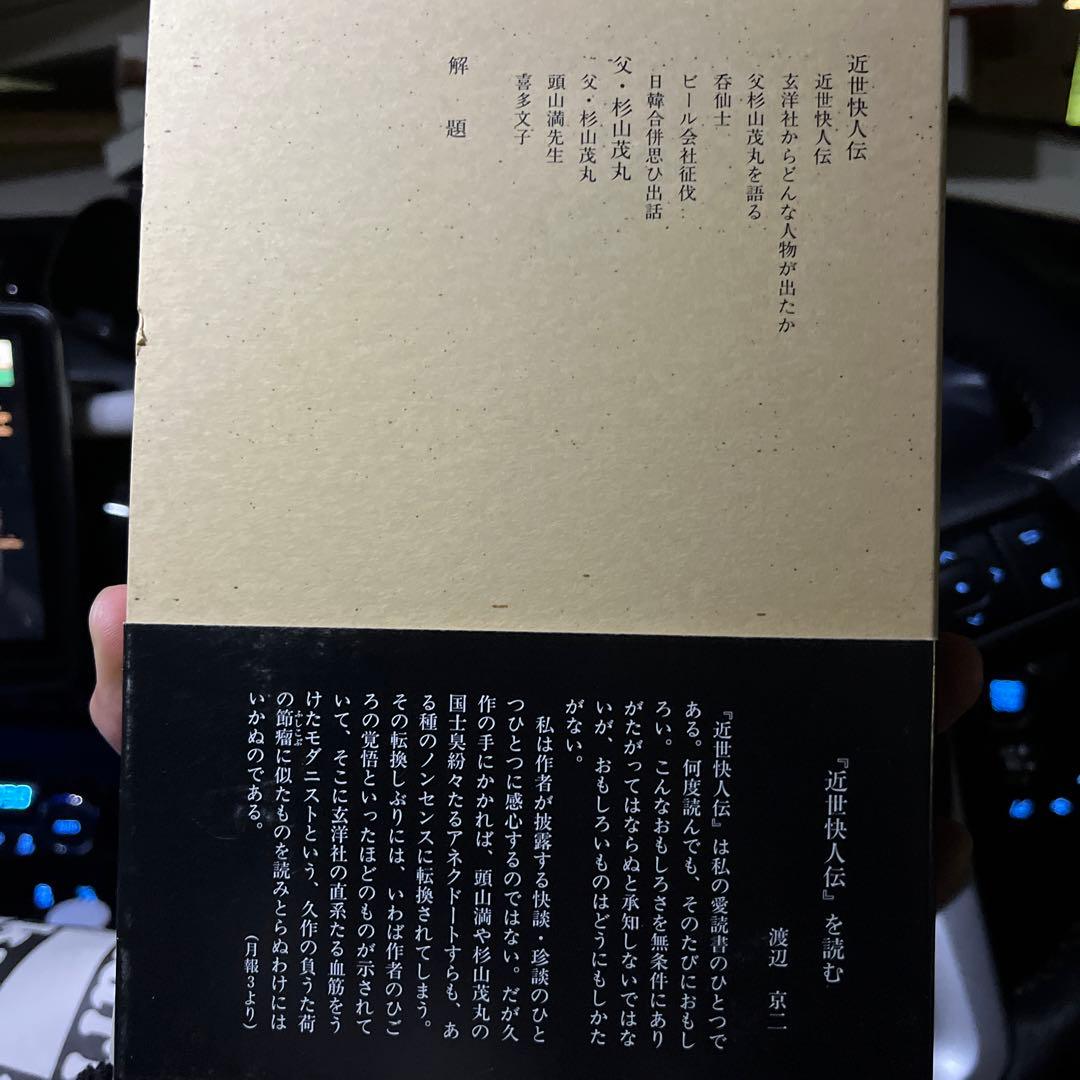 近世快人伝
近世快人伝
玄洋社からどんな人物が出たか
父杉山茂丸を語る
呑仙士
ビール会社征伐
日韓合併思ひ出話
父・杉山茂丸
父・杉山茂丸
頭山満先生
喜多文子
解題
『近世快人伝』を読む
渡辺 京二
『近世快人伝』は私の愛読書のひとつで
ある。何度読んでも、そのたびにおもし
ろい。こんなおもしろさを無条件にあり
がたがってはならぬと承知しないではな
いが、おもしろいものはどうにもしかた
がない。
私は作者が披露する快談・珍談のひと
つひとつに感心するのではない。だが久
作の手にかかれば、頭山満や杉山茂丸の
国士臭紛々たるアネクドートすらも、あ
る種のノンセンスに転換されてしまう。
その転換しぶりには、いわば作者のひご
ろの覚悟といったほどのものが示されて
いて、そこに玄洋社の直系たる血筋をう
けたモダニストという、久作の負うた荷
の節瘤ふしこぶに似たものを読みとらぬわけには
いかぬのである。
（月報3より）